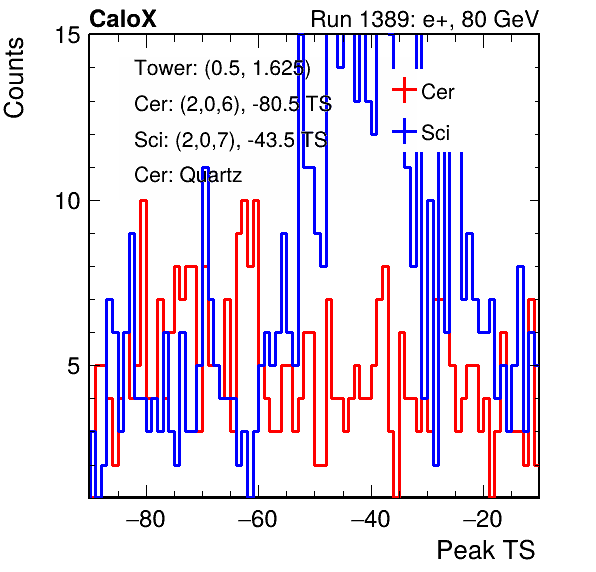 CaloX Run 1389: e+, 80 GeV
Counts
15
Tower: (0.5, 1.625)
Cer: (2,0,6), -80.5 TS
Cer
Sci: (2,0,7), -43.5 TS
Sci
Cer: Quartz
10
5
−80 −60 −40 −20
Peak TS